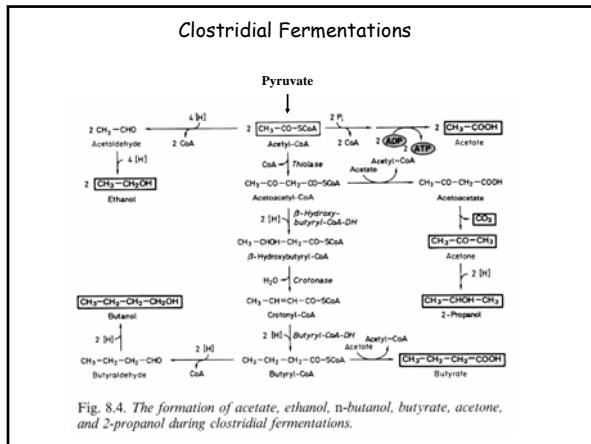 Clostridial Fermentations
Pyruvate
2 CH₃-CHO
4 [H]
2 CoA
2 CH₃-CO-SCoA
2 Pᵢ
2 CoA
2 ADP
2 ATP
2 CH₃-COOH
Acetaldehyde
Acetyl-CoA
Acetate
4 [H]
2 CH₃-CH₂OH
Ethanol
CoA
Thiolase
CH₃-CO-CH₂-CO-SCoA
Acetoacetyl-CoA
Acetate
Acetyl-CoA
CH₃-CO-CH₂-COOH
Acetoacetate
2 [H]
β-Hydroxy-
butyryl-CoA-DH
CO₂
CH₃-CHOH-CH₂-CO-SCoA
β-Hydroxybutyryl-CoA
CH₃-CO-CH₃
Acetone
H₂O
Crotonase
2 [H]
CH₃-CH=CH-CO-SCoA
Crotonyl-CoA
CH₃-CHOH-CH₃
2-Propanol
CH₃-CH₂-CH₂-CH₂OH
Butanol
2 [H]
2 [H]
CoA
2 [H]
Butyryl-CoA-DH
Acetate
Acetyl-CoA
CH₃-CH₂-CH₂-CHO
Butyraldehyde
CH₃-CH₂-CH₂-CO-SCoA
Butyryl-CoA
CH₃-CH₂-CH₂-COOH
Butyrate
Fig. 8.4. The formation of acetate, ethanol, n-butanol, butyrate, acetone,
and 2-propanol during clostridial fermentations.